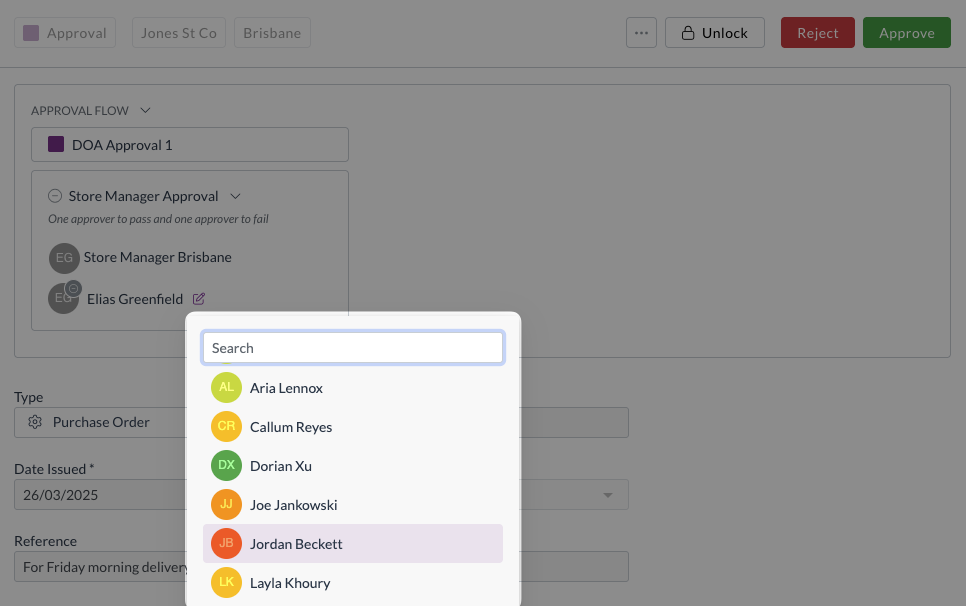 Approval
Jones St Co
Brisbane
Unlock
Reject
Approve
APPROVAL FLOW
DOA Approval 1
Store Manager Approval
One approver to pass and one approver to fail
EG
Store Manager Brisbane
EG
Elias Greenfield
Search
AL
Aria Lennox
CR
Callum Reyes
DX
Dorian Xu
JJ
Joe Jankowski
JB
Jordan Beckett
LK
Layla Khoury
Type
Purchase Order
Date Issued *
26/03/2025
Reference
For Friday morning delivery